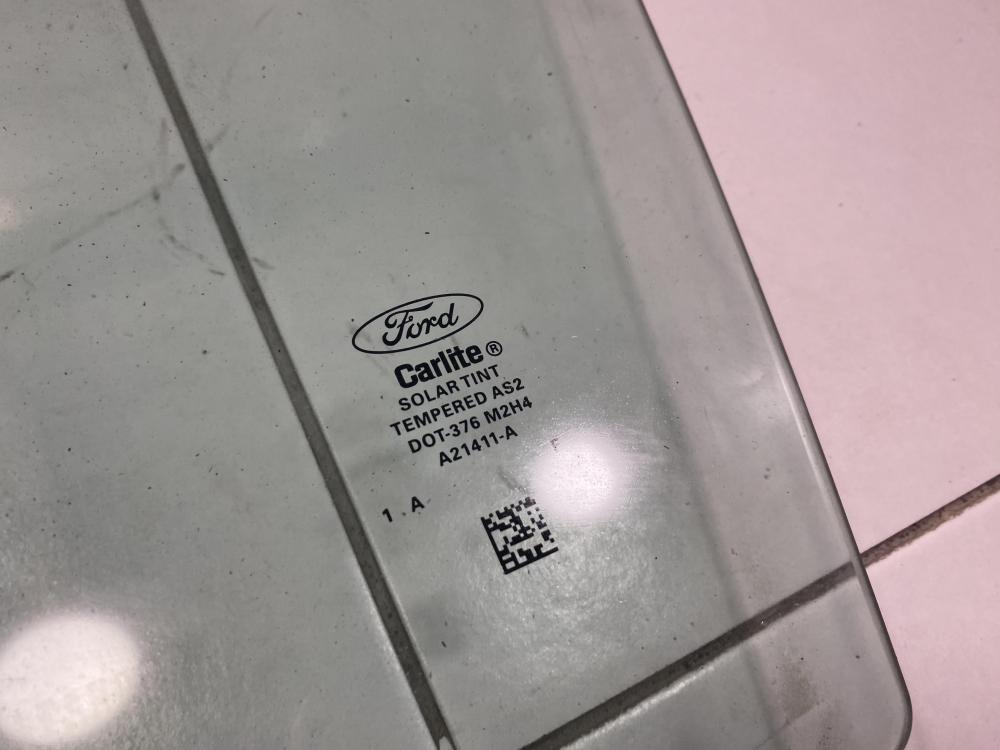 Ford
Carlite®
SOLAR TINT
TEMPERED AS2
DOT-376 M2H4
A21411-A
1 . A